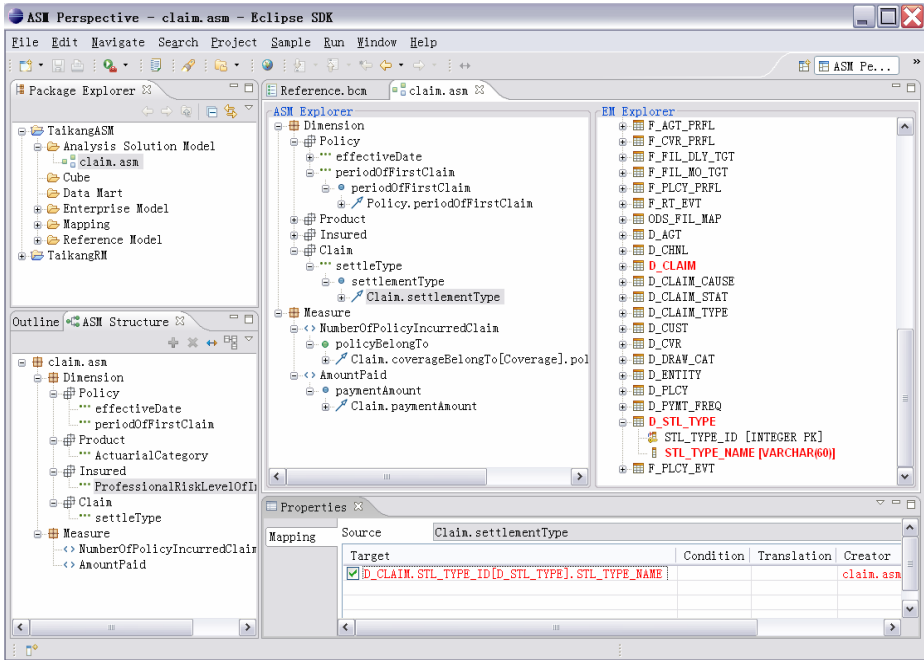 ASM Perspective - claim.asm - Eclipse SDK
File Edit Navigate Search Project Sample Run Window Help
ASM Pe... »
Package Explorer
TaikangASM
Analysis Solution Model
claim.asm
Cube
Data Mart
Enterprise Model
Mapping
Reference Model
TaikangRM
Outline ASM Structure
claim.asm
Dimension
Policy
effectiveDate
periodOfFirstClaim
Product
ActuarialCategory
Insured
ProfessionalRiskLevelOfI
Claim
settleType
Measure
NumberOfPolicyIncurredClaim
AmountPaid
Reference.bcm claim.asm
ASM Explorer
Dimension
Policy
effectiveDate
periodOfFirstClaim
periodOfFirstClaim
Policy.periodOfFirstClaim
Product
Insured
Claim
settleType
settlementType
Claim.settlementType
Measure
NumberOfPolicyIncurredClaim
policyBelongTo
Claim.coverageBelongTo[Coverage].pol
AmountPaid
paymentAmount
Claim.paymentAmount
EM Explorer
F_AGT_PRFL
F_CVR_PRFL
F_FIL_DLY_TGT
F_FIL_MO_TGT
F_PLCY_PRFL
F_RT_EVT
ODS_FIL_MAP
D_AGT
D_CHNL
D_CLAIM
D_CLAIM_CAUSE
D_CLAIM_STAT
D_CLAIM_TYPE
D_CUST
D_CVR
D_DRAW_CAT
D_ENTITY
D_PLCY
D_PYMT_FREQ
D_STL_TYPE
STL_TYPE_ID [INTEGER PK]
STL_TYPE_NAME [VARCHAR(60)]
F_PLCY_EVT
Properties
Mapping
Source Claim.settlementType
Target Condition Translation Creator
D_CLAIM.STL_TYPE_ID[D_STL_TYPE].STL_TYPE_NAME claim.asm